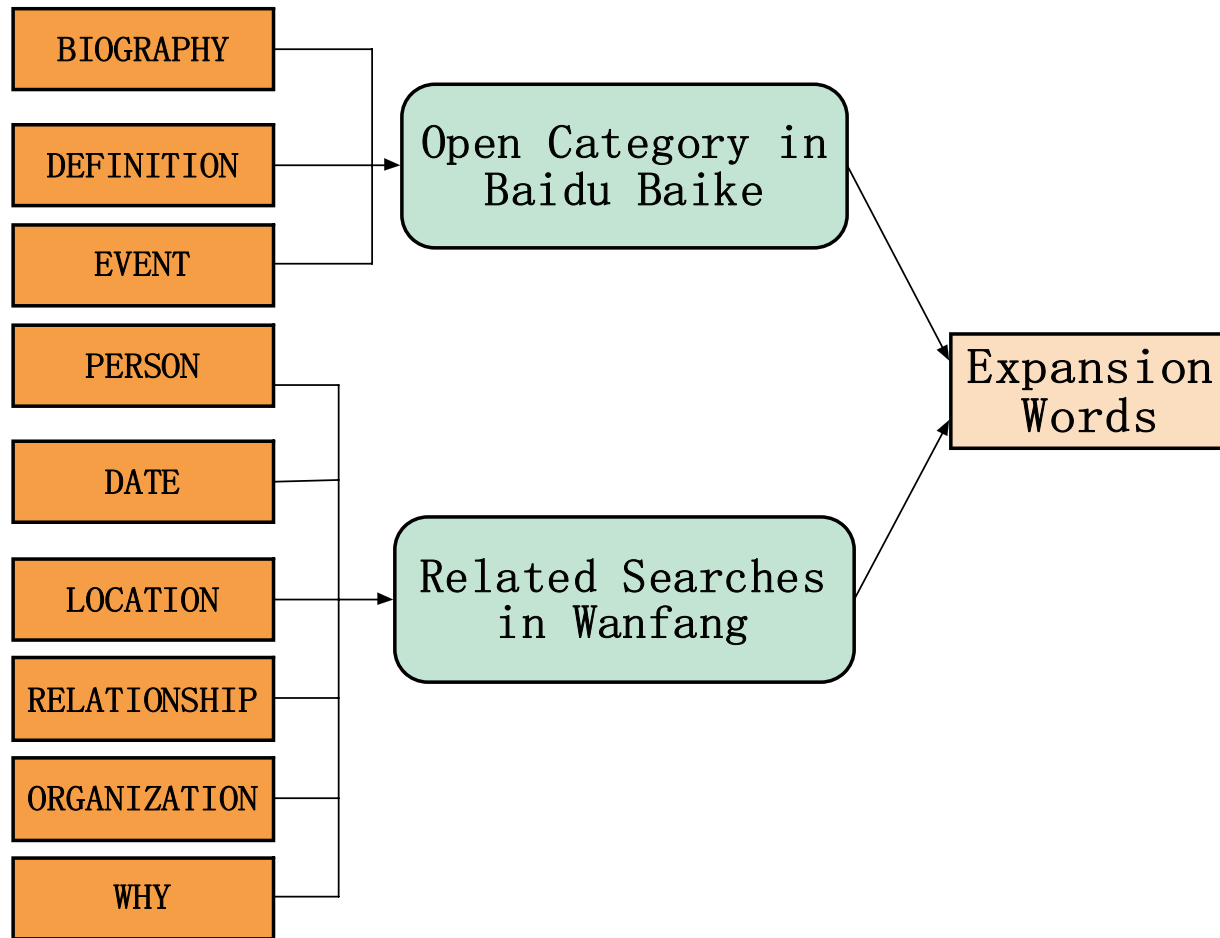 BIOGRAPHY
DEFINITION
EVENT
PERSON
DATE
LOCATION
RELATIONSHIP
ORGANIZATION
WHY
Open Category in
Baidu Baike
Related Searches
in Wanfang
Expansion
Words